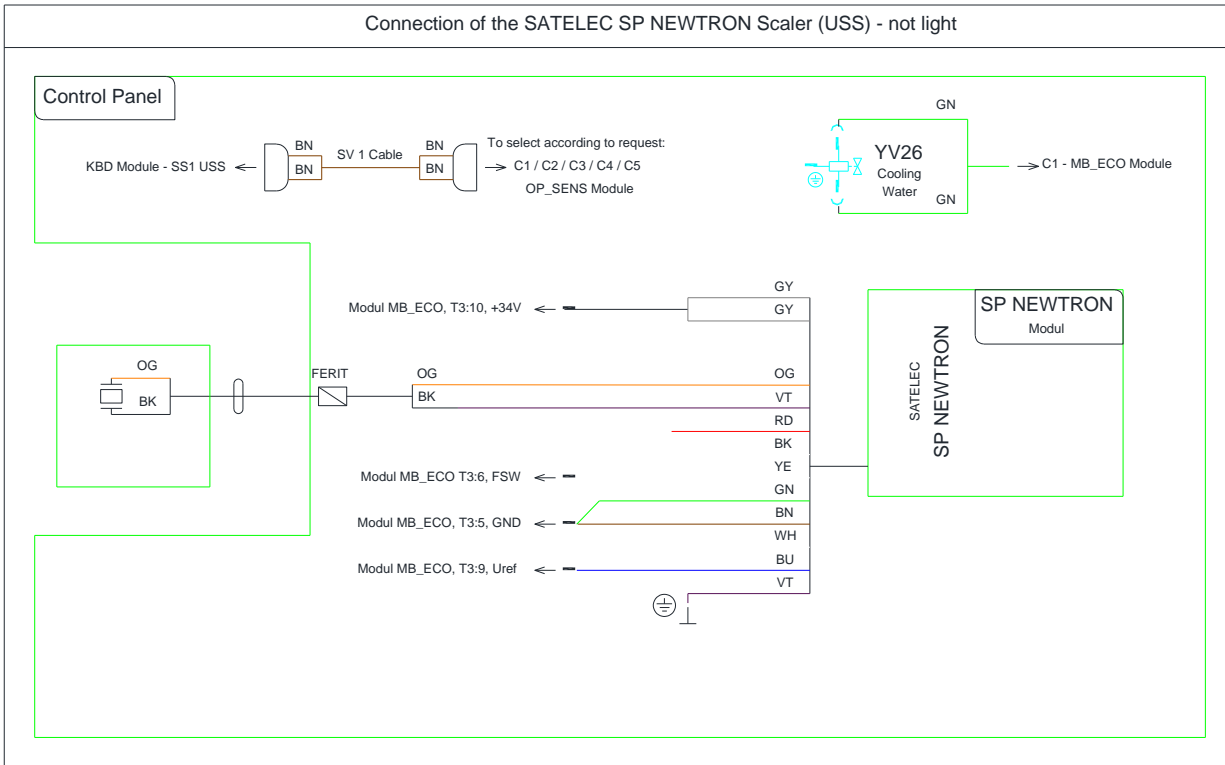 Connection of the SATELEC SP NEWTRON Scaler (USS) - not light
Control Panel
KBD Module - SS1 USS
BN
BN
SV 1 Cable
BN
BN
To select according to request:
C1 / C2 / C3 / C4 / C5
OP_SENS Module
GN
YV26
Cooling
Water
GN
C1 - MB_ECO Module
Modul MB_ECO, T3:10, +34V
GY
GY
SP NEWTRON
Modul
SATELEC
SP NEWTRON
OG
BK
FERIT
OG
BK
OG
VT
RD
BK
YE
Modul MB_ECO T3:6, FSW
GN
BN
Modul MB_ECO, T3:5, GND
WH
BU
Modul MB_ECO, T3:9, Uref
VT